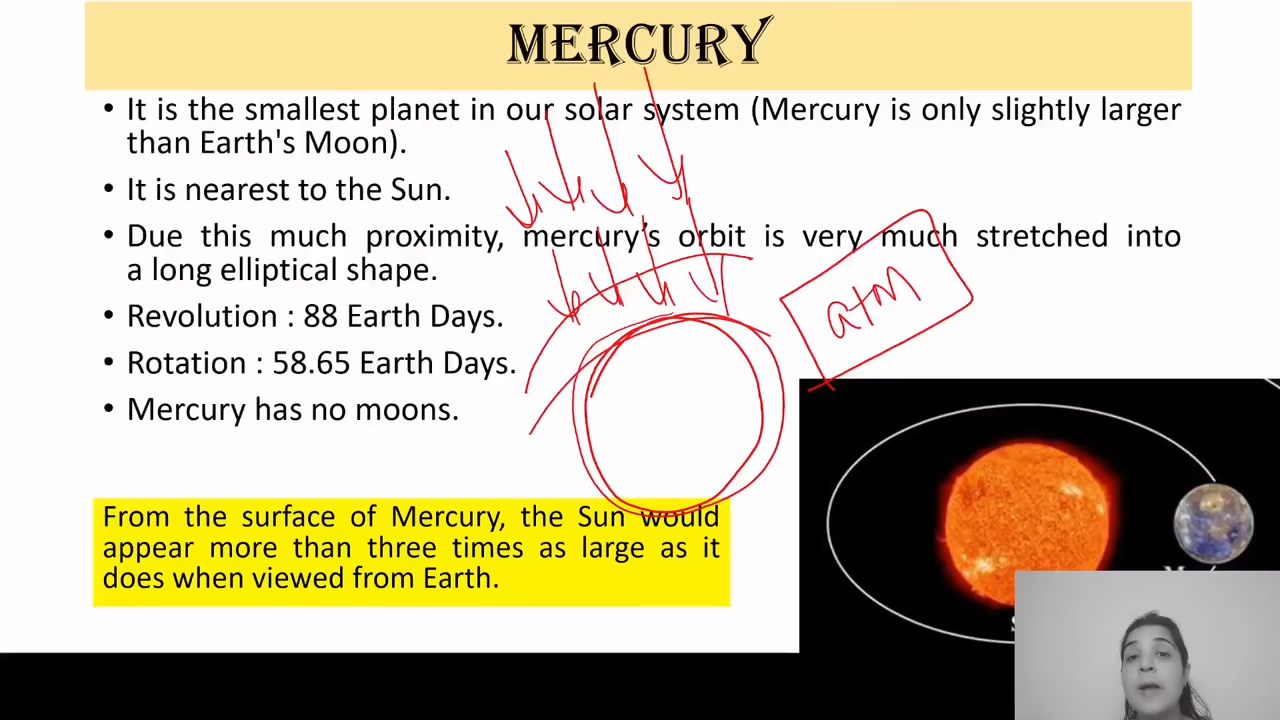 MERCURY
• It is the smallest planet in our solar system (Mercury is only slightly larger
than Earth's Moon).
• It is nearest to the Sun.
• Due this much proximity, mercury's orbit is very much stretched into
a long elliptical shape.
• Revolution : 88 Earth Days.
• Rotation : 58.65 Earth Days.
• Mercury has no moons.
atm
From the surface of Mercury, the Sun would
appear more than three times as large as it
does when viewed from Earth.